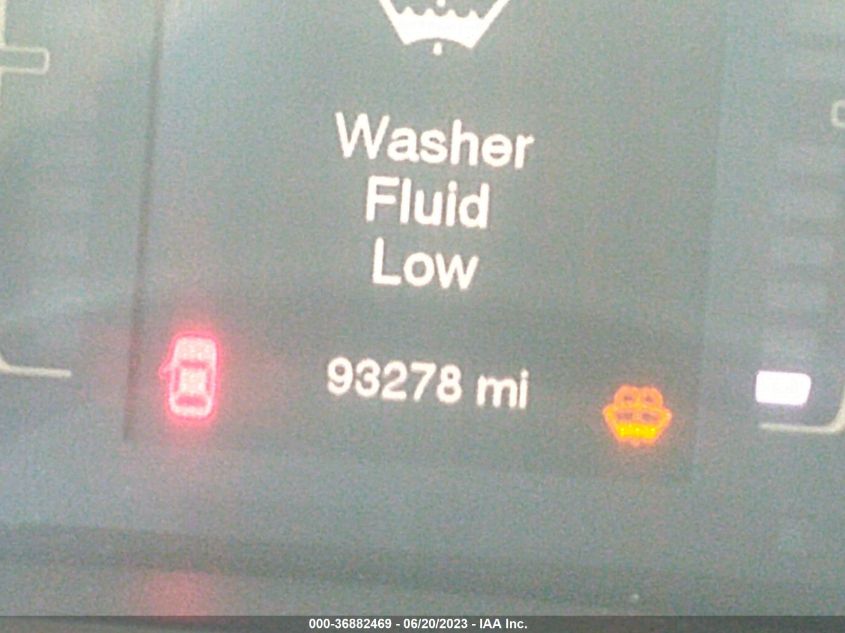 Washer
Fluid
Low
93278 mi
000-36882469 - 06/20/2023 - IAA Inc.